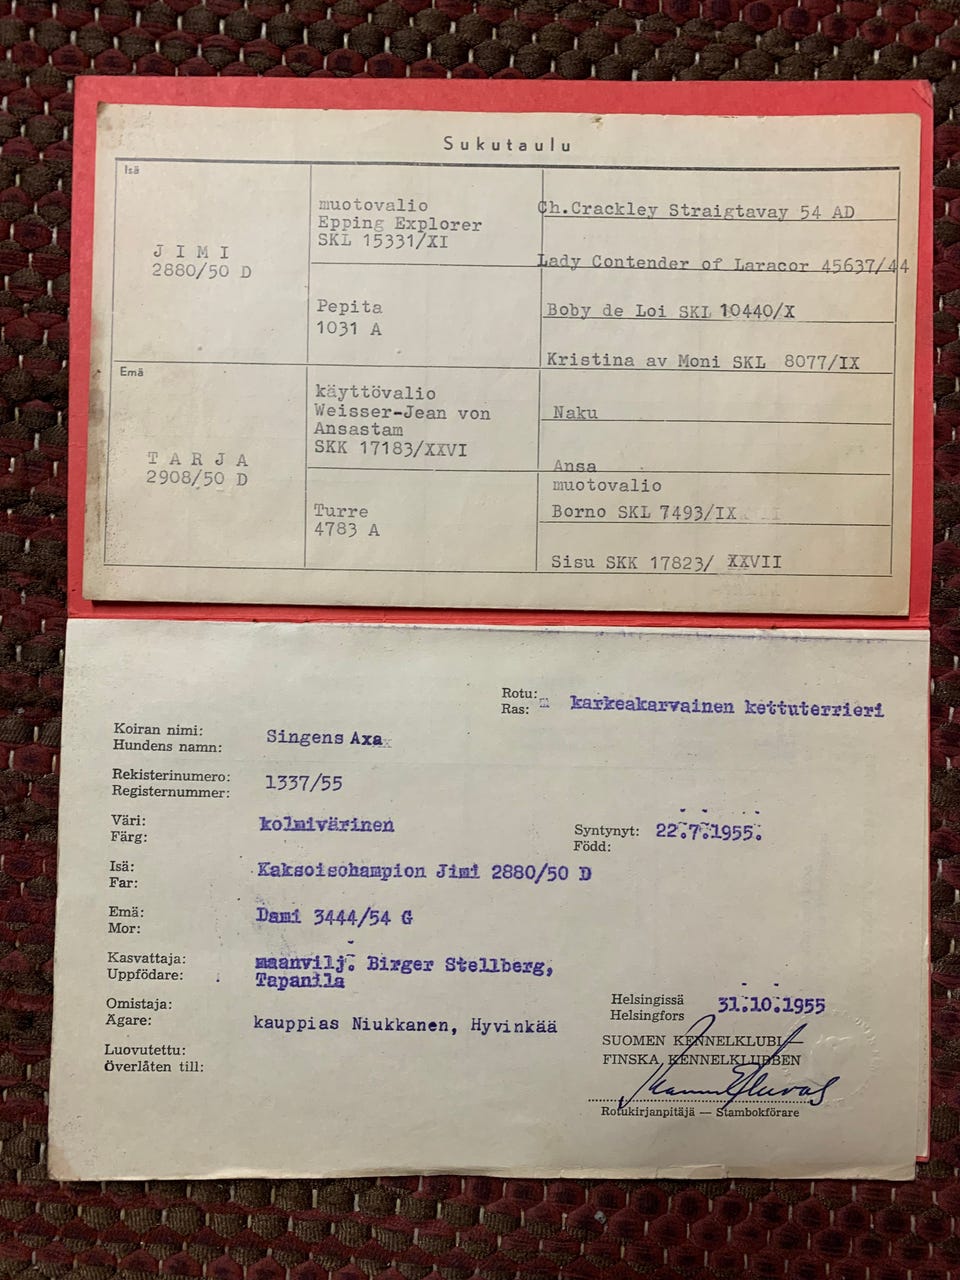 Sukutaulu
Isä
JIMI
2880/50 D
muotovalio
Epping Explorer
SKL 15331/XI
Pepita
1031 A
Ch.Crackley Straigtavay 54 AD
Lady Contender of Laracor 45637/44
Boby de Loi SKL 10440/X
Kristina av Moni SKL 8077/IX
Emä
TARJA
2908/50 D
käyttövalio
Weisser-Jean von
Ansastam
SKK 17183/XXVI
Turre
4783 A
Naku
Ansa
muotovalio
Borno SKL 7493/IX
Sisu SKK 17823/ XXVII
Rotu:
Ras:
karkeakarvainen kettuterrieri
Koiran nimi:
Hundens namn:
Singens Axa
Rekisterinumero:
Registernummer:
1337/55
Väri:
Färg:
kolmivärinen
Syntynyt:
Född:
22.7.1955.
Isä:
Far:
Kaksoischampion Jimi 2880/50 D
Emä:
Mor:
Dami 3444/54 G
Kasvattaja:
Uppfödare:
maanvilj. Birger Stellberg,
Tapanila
Omistaja:
Ägare:
kauppias Niukkanen, Hyvinkää
Luovutettu:
Överlåten till:
Helsingissä
Helsingfors
31.10.1955
SUOMEN KENNELKLUBI —
FINSKA KENNELKLUBBEN
Rotukirjanpitäjä — Stambokförare